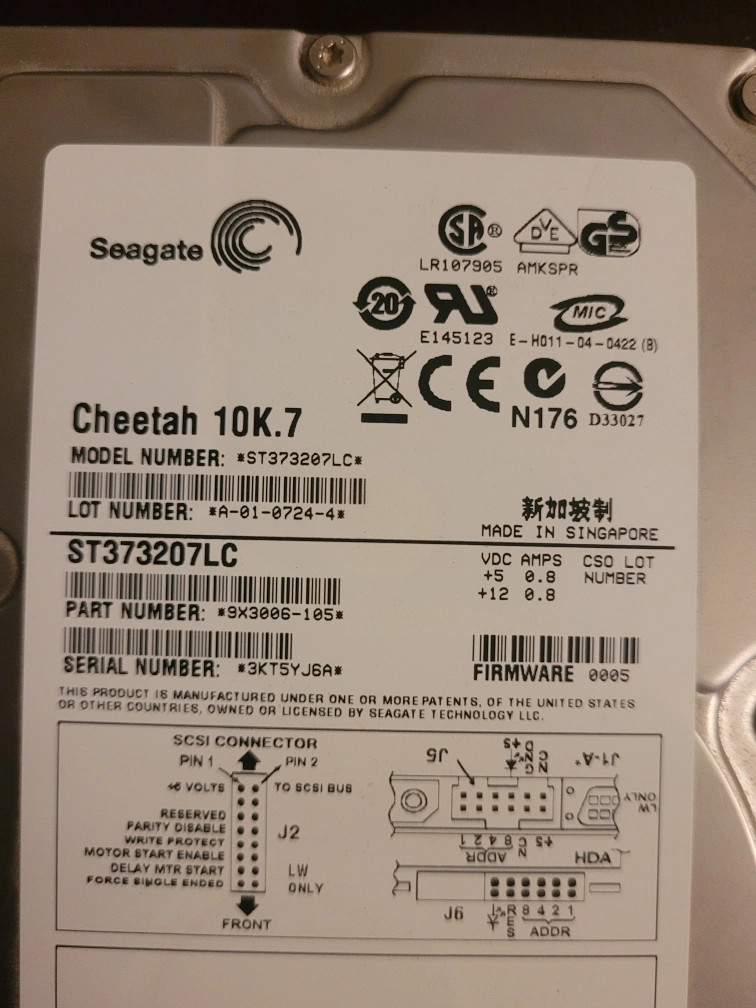 Seagate
SA®
DVE
GS
LR107905 AMKSPR
20
®
MIC
E145123 E-H011-04-0422 (B)
CE
N176 D33027
Cheetah 10K.7
MODEL NUMBER: *ST373207LC*
LOT NUMBER: *A-01-0724-4*
新加坡制
MADE IN SINGAPORE
ST373207LC
VDC AMPS
+5 0.8
+12 0.8
CSO LOT
NUMBER
PART NUMBER: *9X3006-105*
SERIAL NUMBER: *3KT5YJ6A*
FIRMWARE 0005
THIS PRODUCT IS MANUFACTURED UNDER ONE OR MORE PATENTS, OF THE UNITED STATES
OR OTHER COUNTRIES, OWNED OR LICENSED BY SEAGATE TECHNOLOGY LLC.
SCSI CONNECTOR
PIN 1 PIN 2
VOLTS TO SCSI BUS
RESERVED
PARITY DISABLE
WRITE PROTECT
MOTOR START ENABLE
DELAY MTR START
FORCE SINGLE ENDED
J2
LW
ONLY
FRONT
J5
+5
J1-A*
LW
ONLY
+5 8 4 2 1
ADDR
HDA
J6
RES 8 4 2 1
ADDR